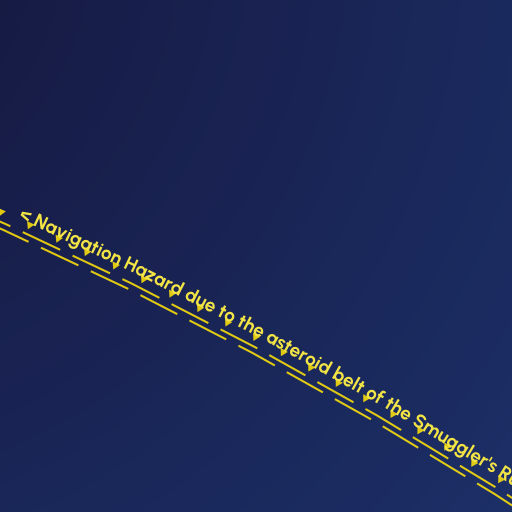 < Navigation Hazard due to the asteroid belt of the Smuggler's